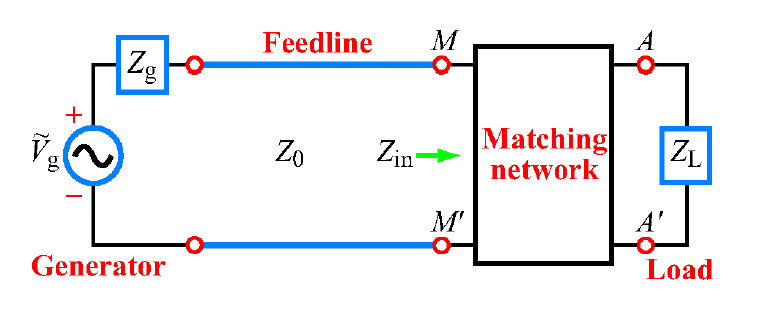 Feedline
M
A
Zg
+
Ṽg
−
Z0
Zin
Matching
network
ZL
M′
A′
Generator
Load